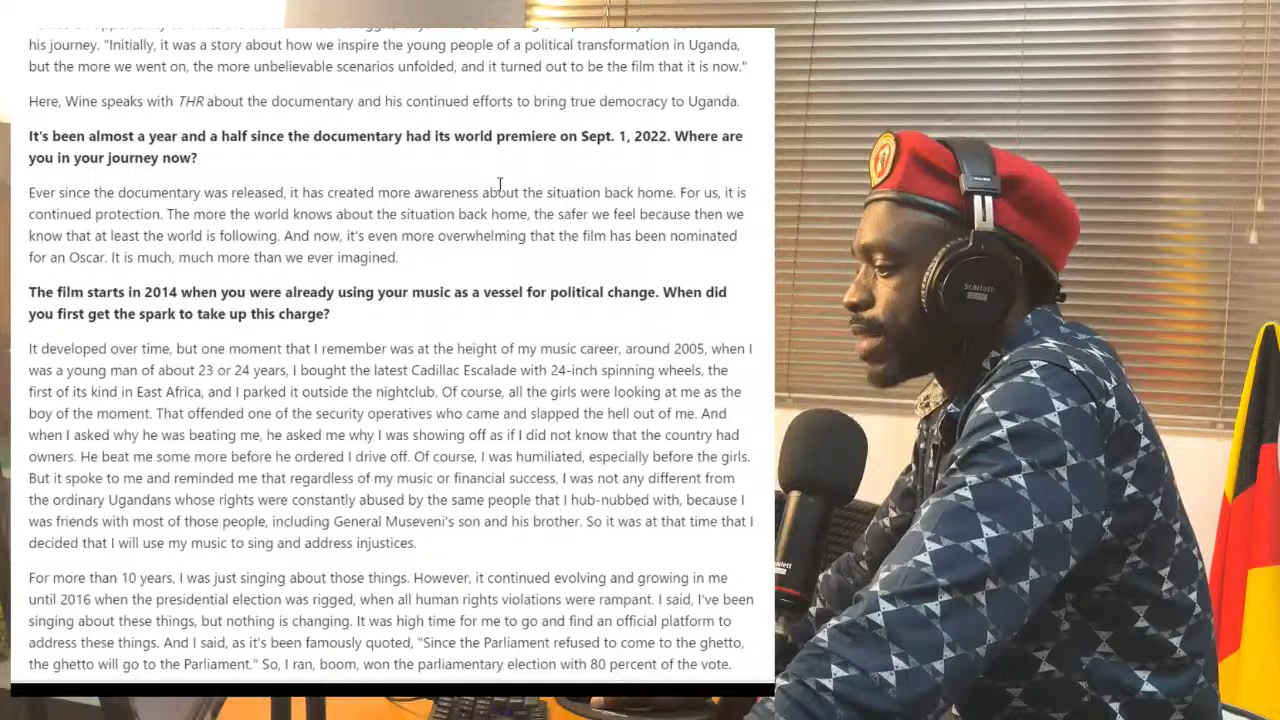 his journey. "Initially, it was a story about how we inspire the young people of a political transformation in Uganda,
but the more we went on, the more unbelievable scenarios unfolded, and it turned out to be the film that it is now."
Here, Wine speaks with THR about the documentary and his continued efforts to bring true democracy to Uganda.
It's been almost a year and a half since the documentary had its world premiere on Sept. 1, 2022. Where are
you in your journey now?
Ever since the documentary was released, it has created more awareness about the situation back home. For us, it is
continued protection. The more the world knows about the situation back home, the safer we feel because then we
know that at least the world is following. And now, it's even more overwhelming that the film has been nominated
for an Oscar. It is much, much more than we ever imagined.
The film starts in 2014 when you were already using your music as a vessel for political change. When did
you first get the spark to take up this charge?
It developed over time, but one moment that I remember was at the height of my music career, around 2005, when I
was a young man of about 23 or 24 years, I bought the latest Cadillac Escalade with 24-inch spinning wheels, the
first of its kind in East Africa, and I parked it outside the nightclub. Of course, all the girls were looking at me as the
boy of the moment. That offended one of the security operatives who came and slapped the hell out of me. And
when I asked why he was beating me, he asked me why I was showing off as if I did not know that the country had
owners. He beat me some more before he ordered I drive off. Of course, I was humiliated, especially before the girls.
But it spoke to me and reminded me that regardless of my music or financial success, I was not any different from
the ordinary Ugandans whose rights were constantly abused by the same people that I hub-nubbed with, because I
was friends with most of those people, including General Museveni's son and his brother. So it was at that time that I
decided that I will use my music to sing and address injustices.
For more than 10 years, I was just singing about those things. However, it continued evolving and growing in me
until 2016 when the presidential election was rigged, when all human rights violations were rampant. I said, I've been
singing about these things, but nothing is changing. It was high time for me to go and find an official platform to
address these things. And I said, as it's been famously quoted, "Since the Parliament refused to come to the ghetto,
the ghetto will go to the Parliament." So, I ran, boom, won the parliamentary election with 80 percent of the vote.
Scarlett
scarlett